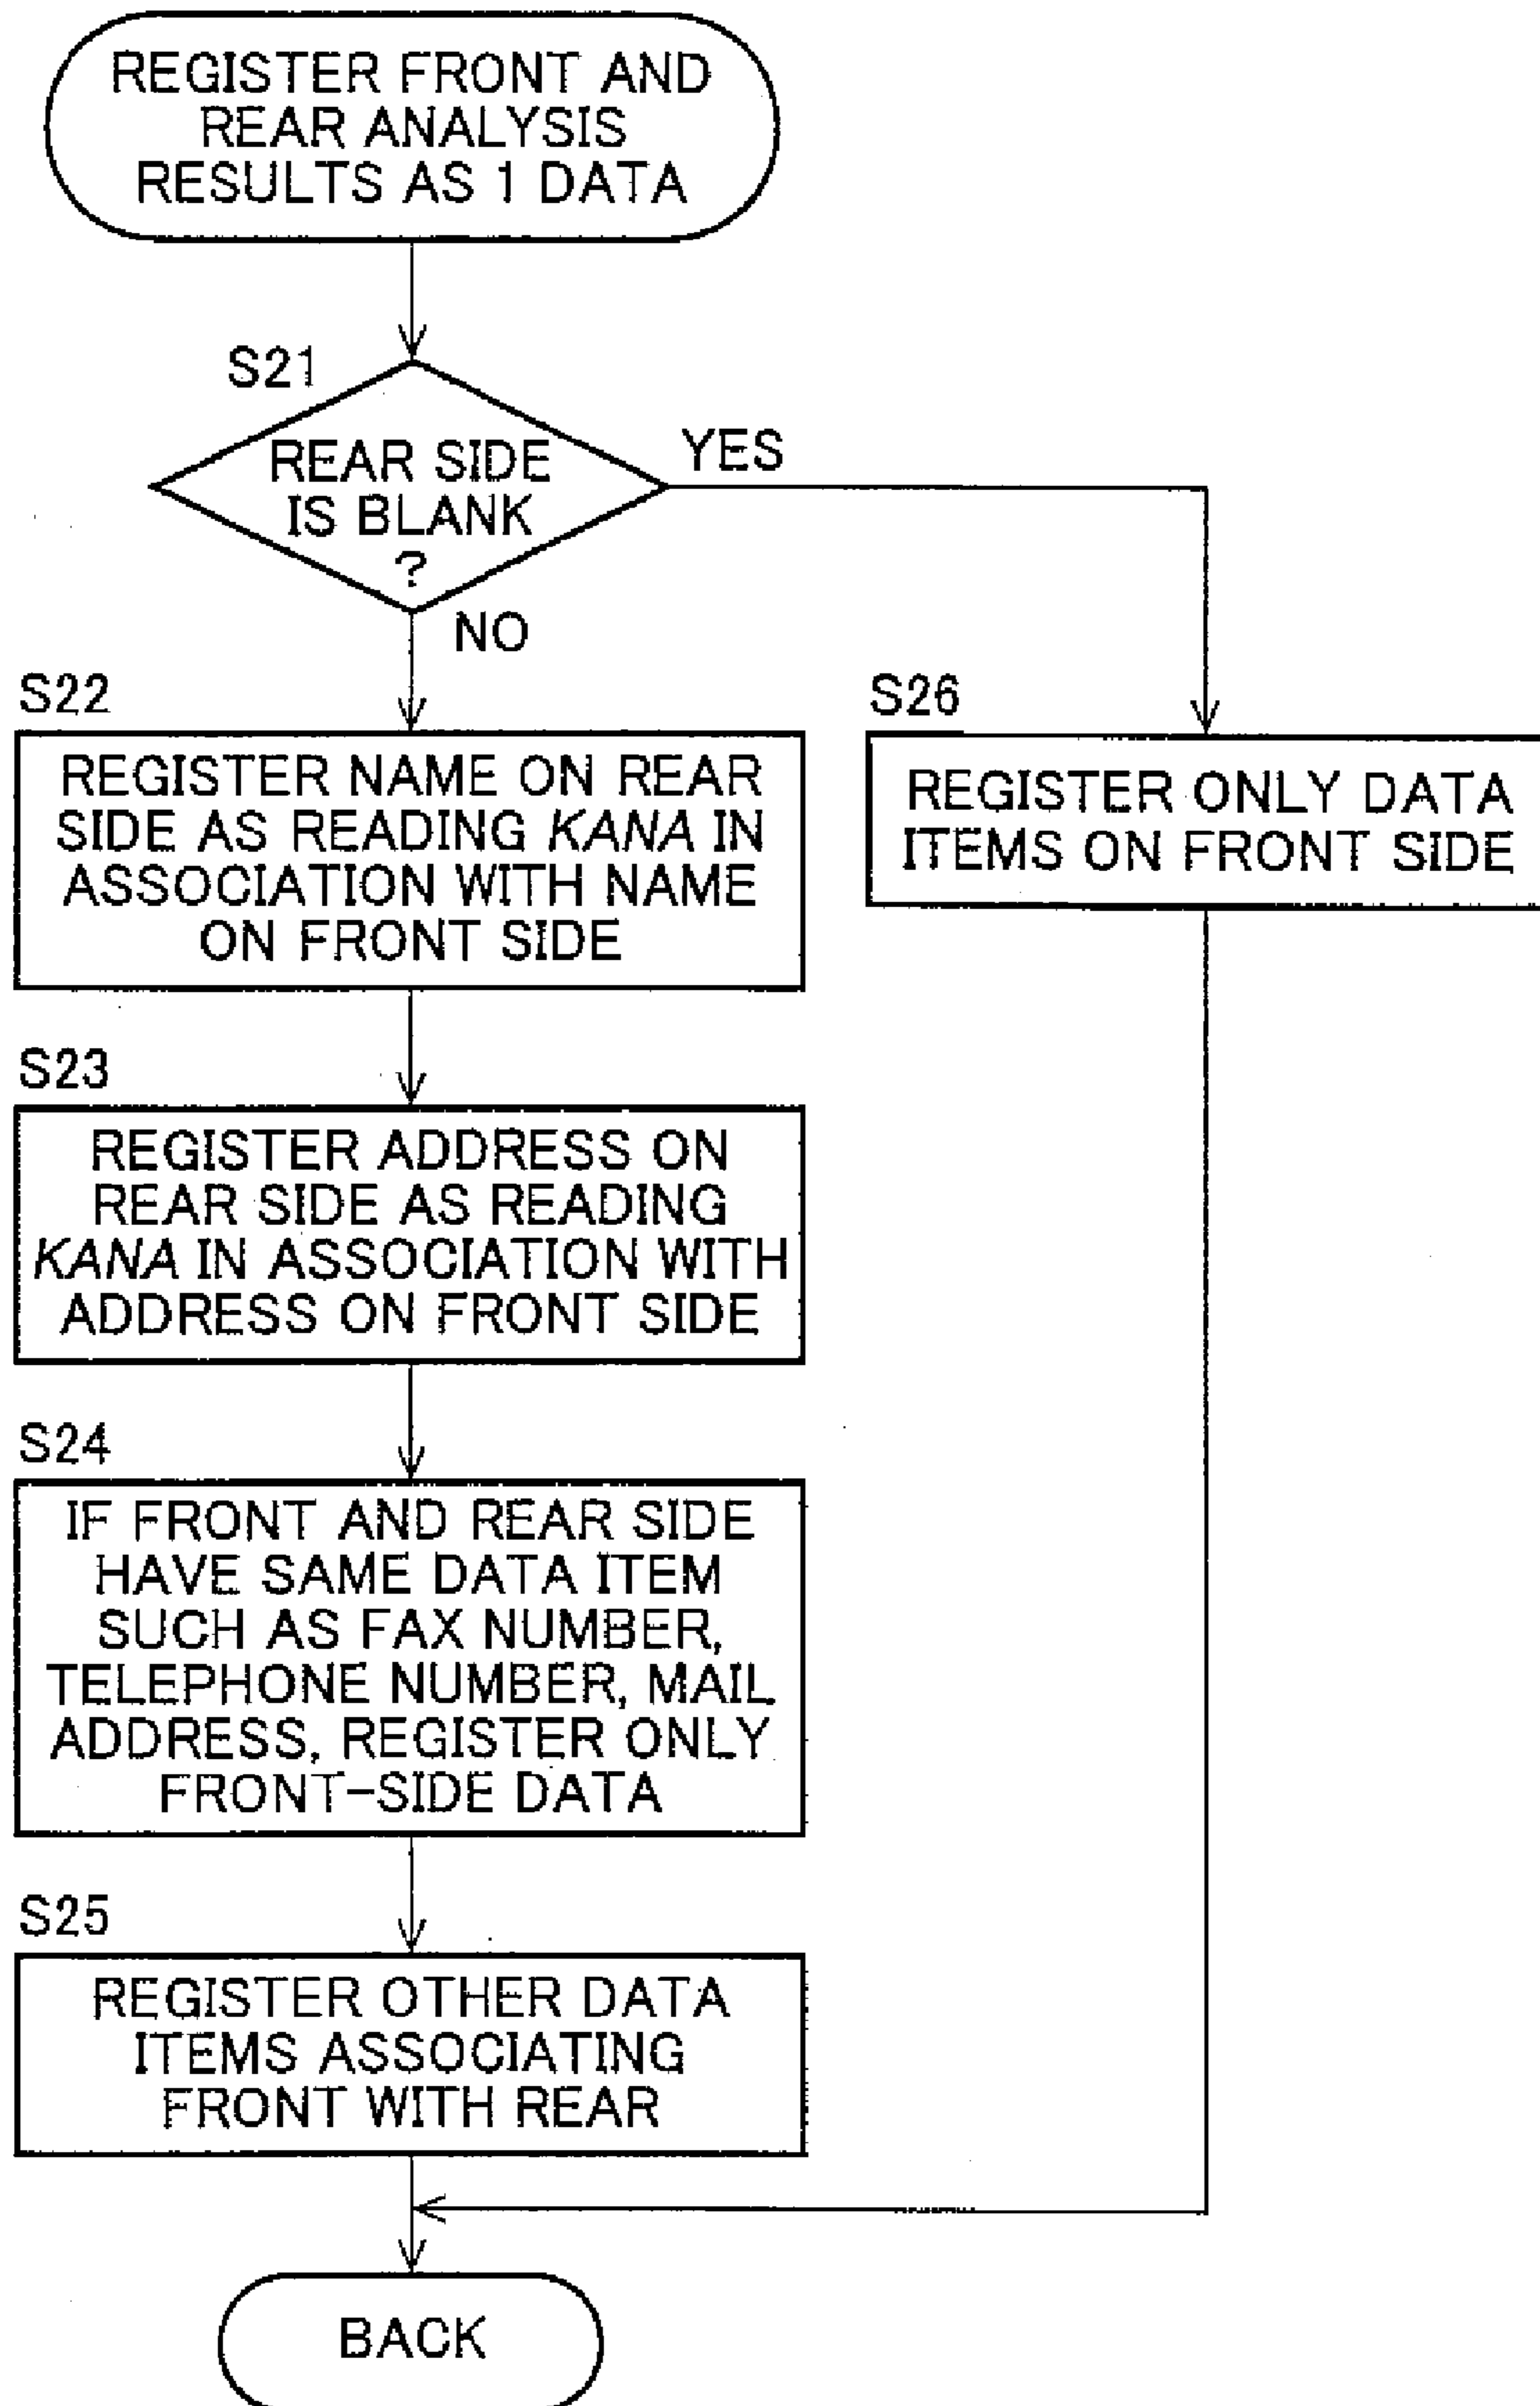 REGISTER FRONT AND
REAR ANALYSIS
RESULTS AS 1 DATA
S21
REAR SIDE
IS BLANK
?
YES
NO
S22
REGISTER NAME ON REAR
SIDE AS READING KANA IN
ASSOCIATION WITH NAME
ON FRONT SIDE
S26
REGISTER ONLY DATA
ITEMS ON FRONT SIDE
S23
REGISTER ADDRESS ON
REAR SIDE AS READING
KANA IN ASSOCIATION WITH
ADDRESS ON FRONT SIDE
S24
IF FRONT AND REAR SIDE
HAVE SAME DATA ITEM
SUCH AS FAX NUMBER,
TELEPHONE NUMBER, MAIL
ADDRESS, REGISTER ONLY
FRONT-SIDE DATA
S25
REGISTER OTHER DATA
ITEMS ASSOCIATING
FRONT WITH REAR
BACK